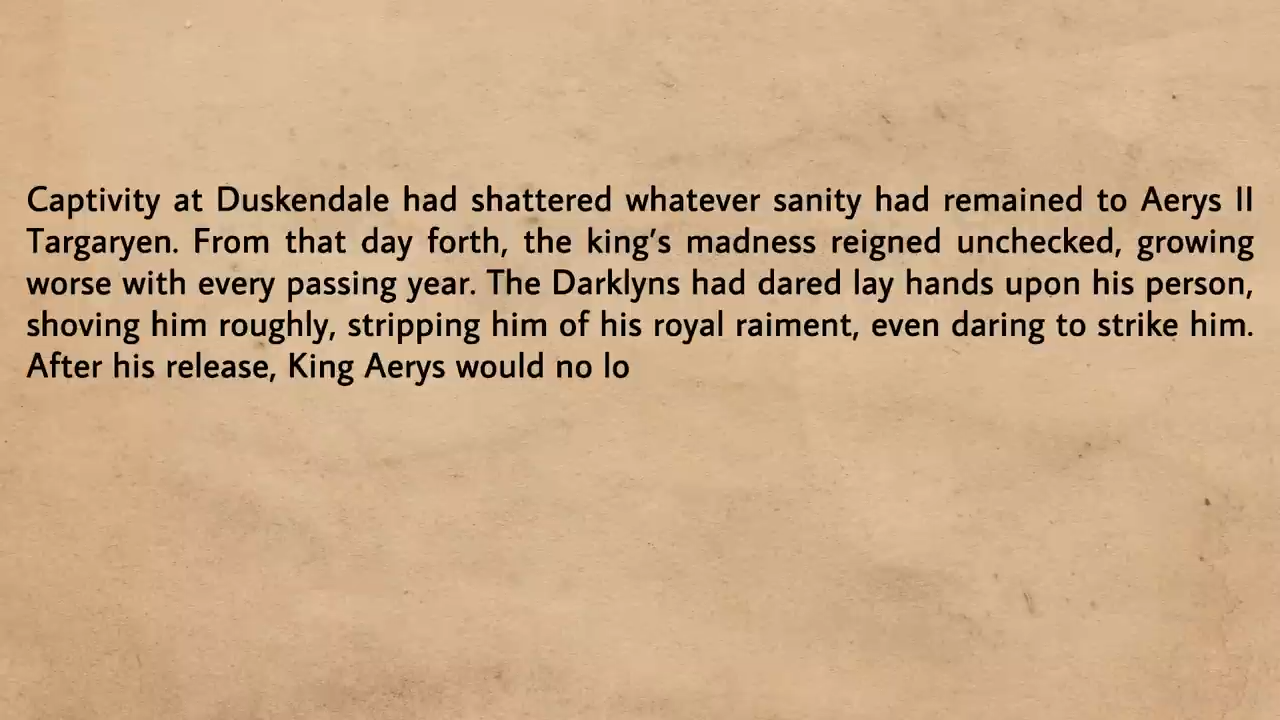 Captivity at Duskendale had shattered whatever sanity had remained to Aerys II
Targaryen. From that day forth, the king’s madness reigned unchecked, growing
worse with every passing year. The Darklyns had dared lay hands upon his person,
shoving him roughly, stripping him of his royal raiment, even daring to strike him.
After his release, King Aerys would no lo